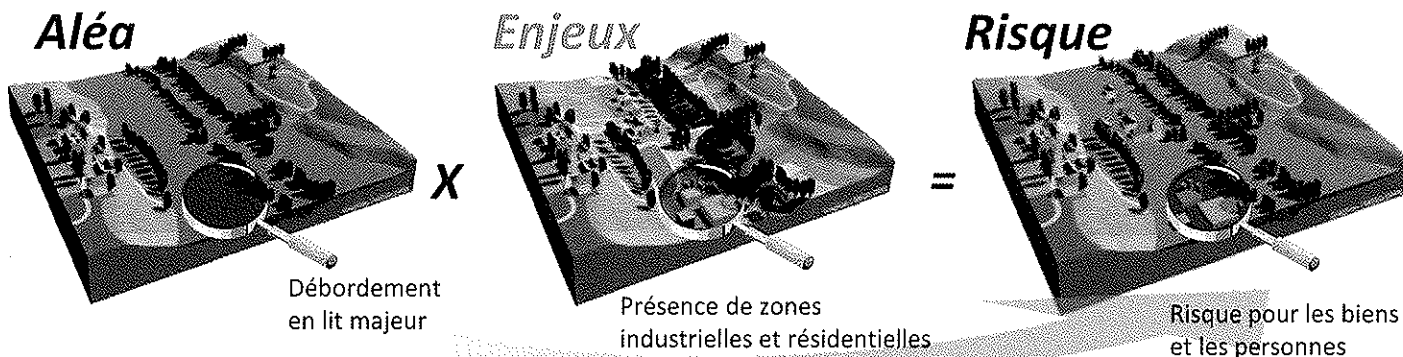 Aléa
Enjeux
Risque
X
=
Débordement
en lit majeur
Présence de zones
industrielles et résidentielles
Risque pour les biens
et les personnes